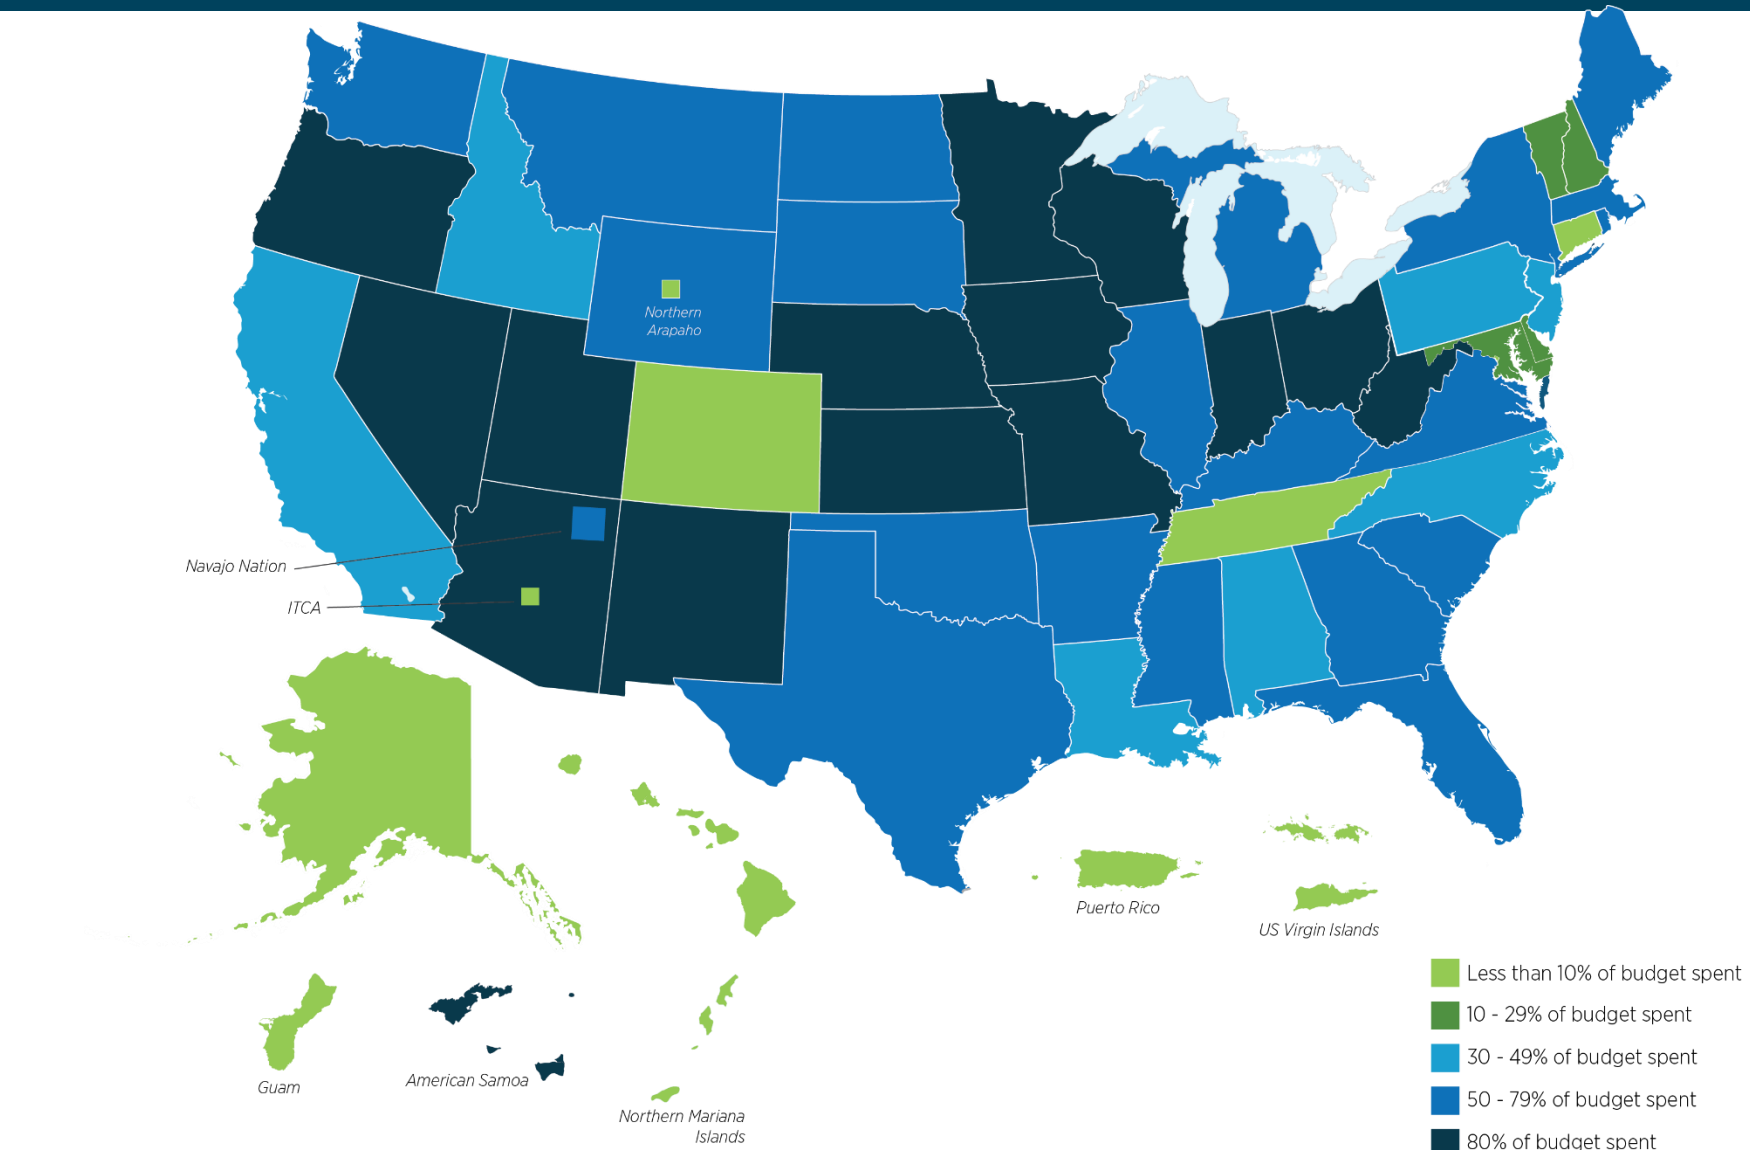 Northern
Arapaho
Navajo Nation
ITCA
Puerto Rico
US Virgin Islands
Guam
American Samoa
Northern Mariana
Islands
Less than 10% of budget spent
10 - 29% of budget spent
30 - 49% of budget spent
50 - 79% of budget spent
80% of budget spent